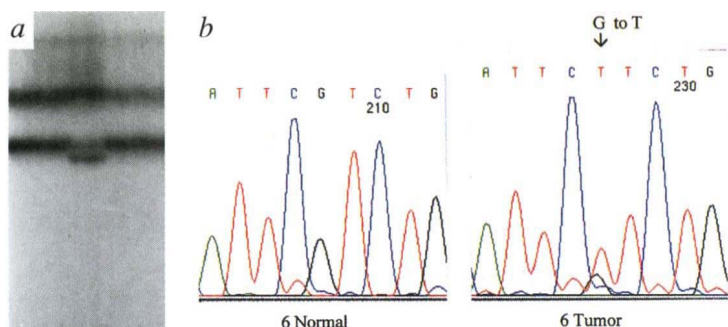 a
b
G to T
A T T C G T C T G
210
A T T C T T C T G
230
6 Normal
6 Tumor